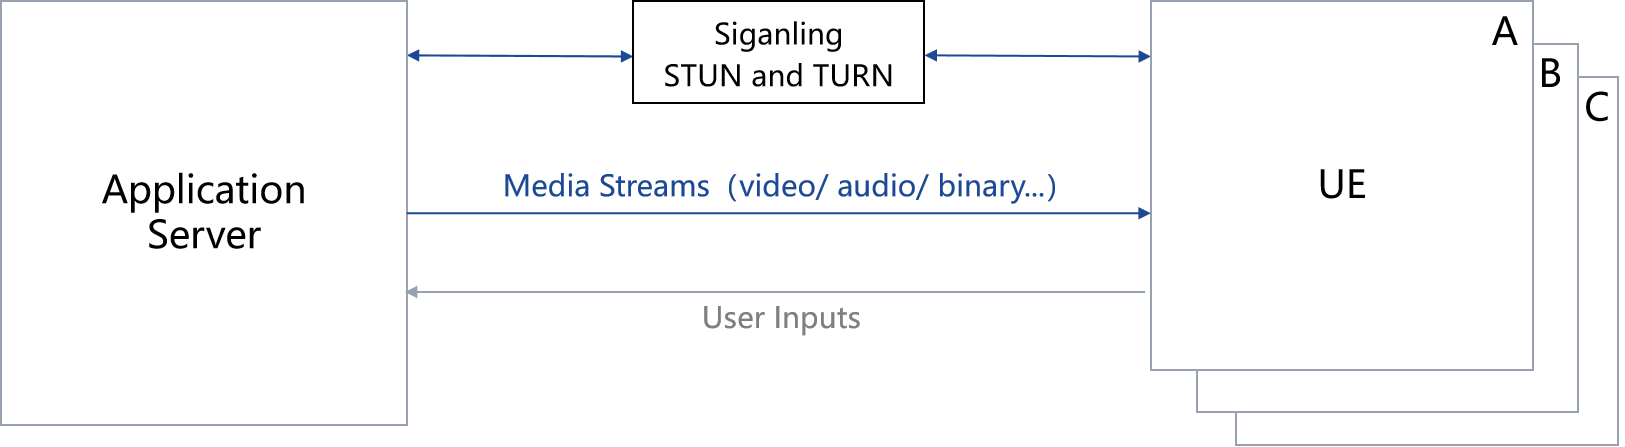 Siganling
STUN and TURN
A
B
C
Application
Server
Media Streams（video/ audio/ binary...）
UE
User Inputs